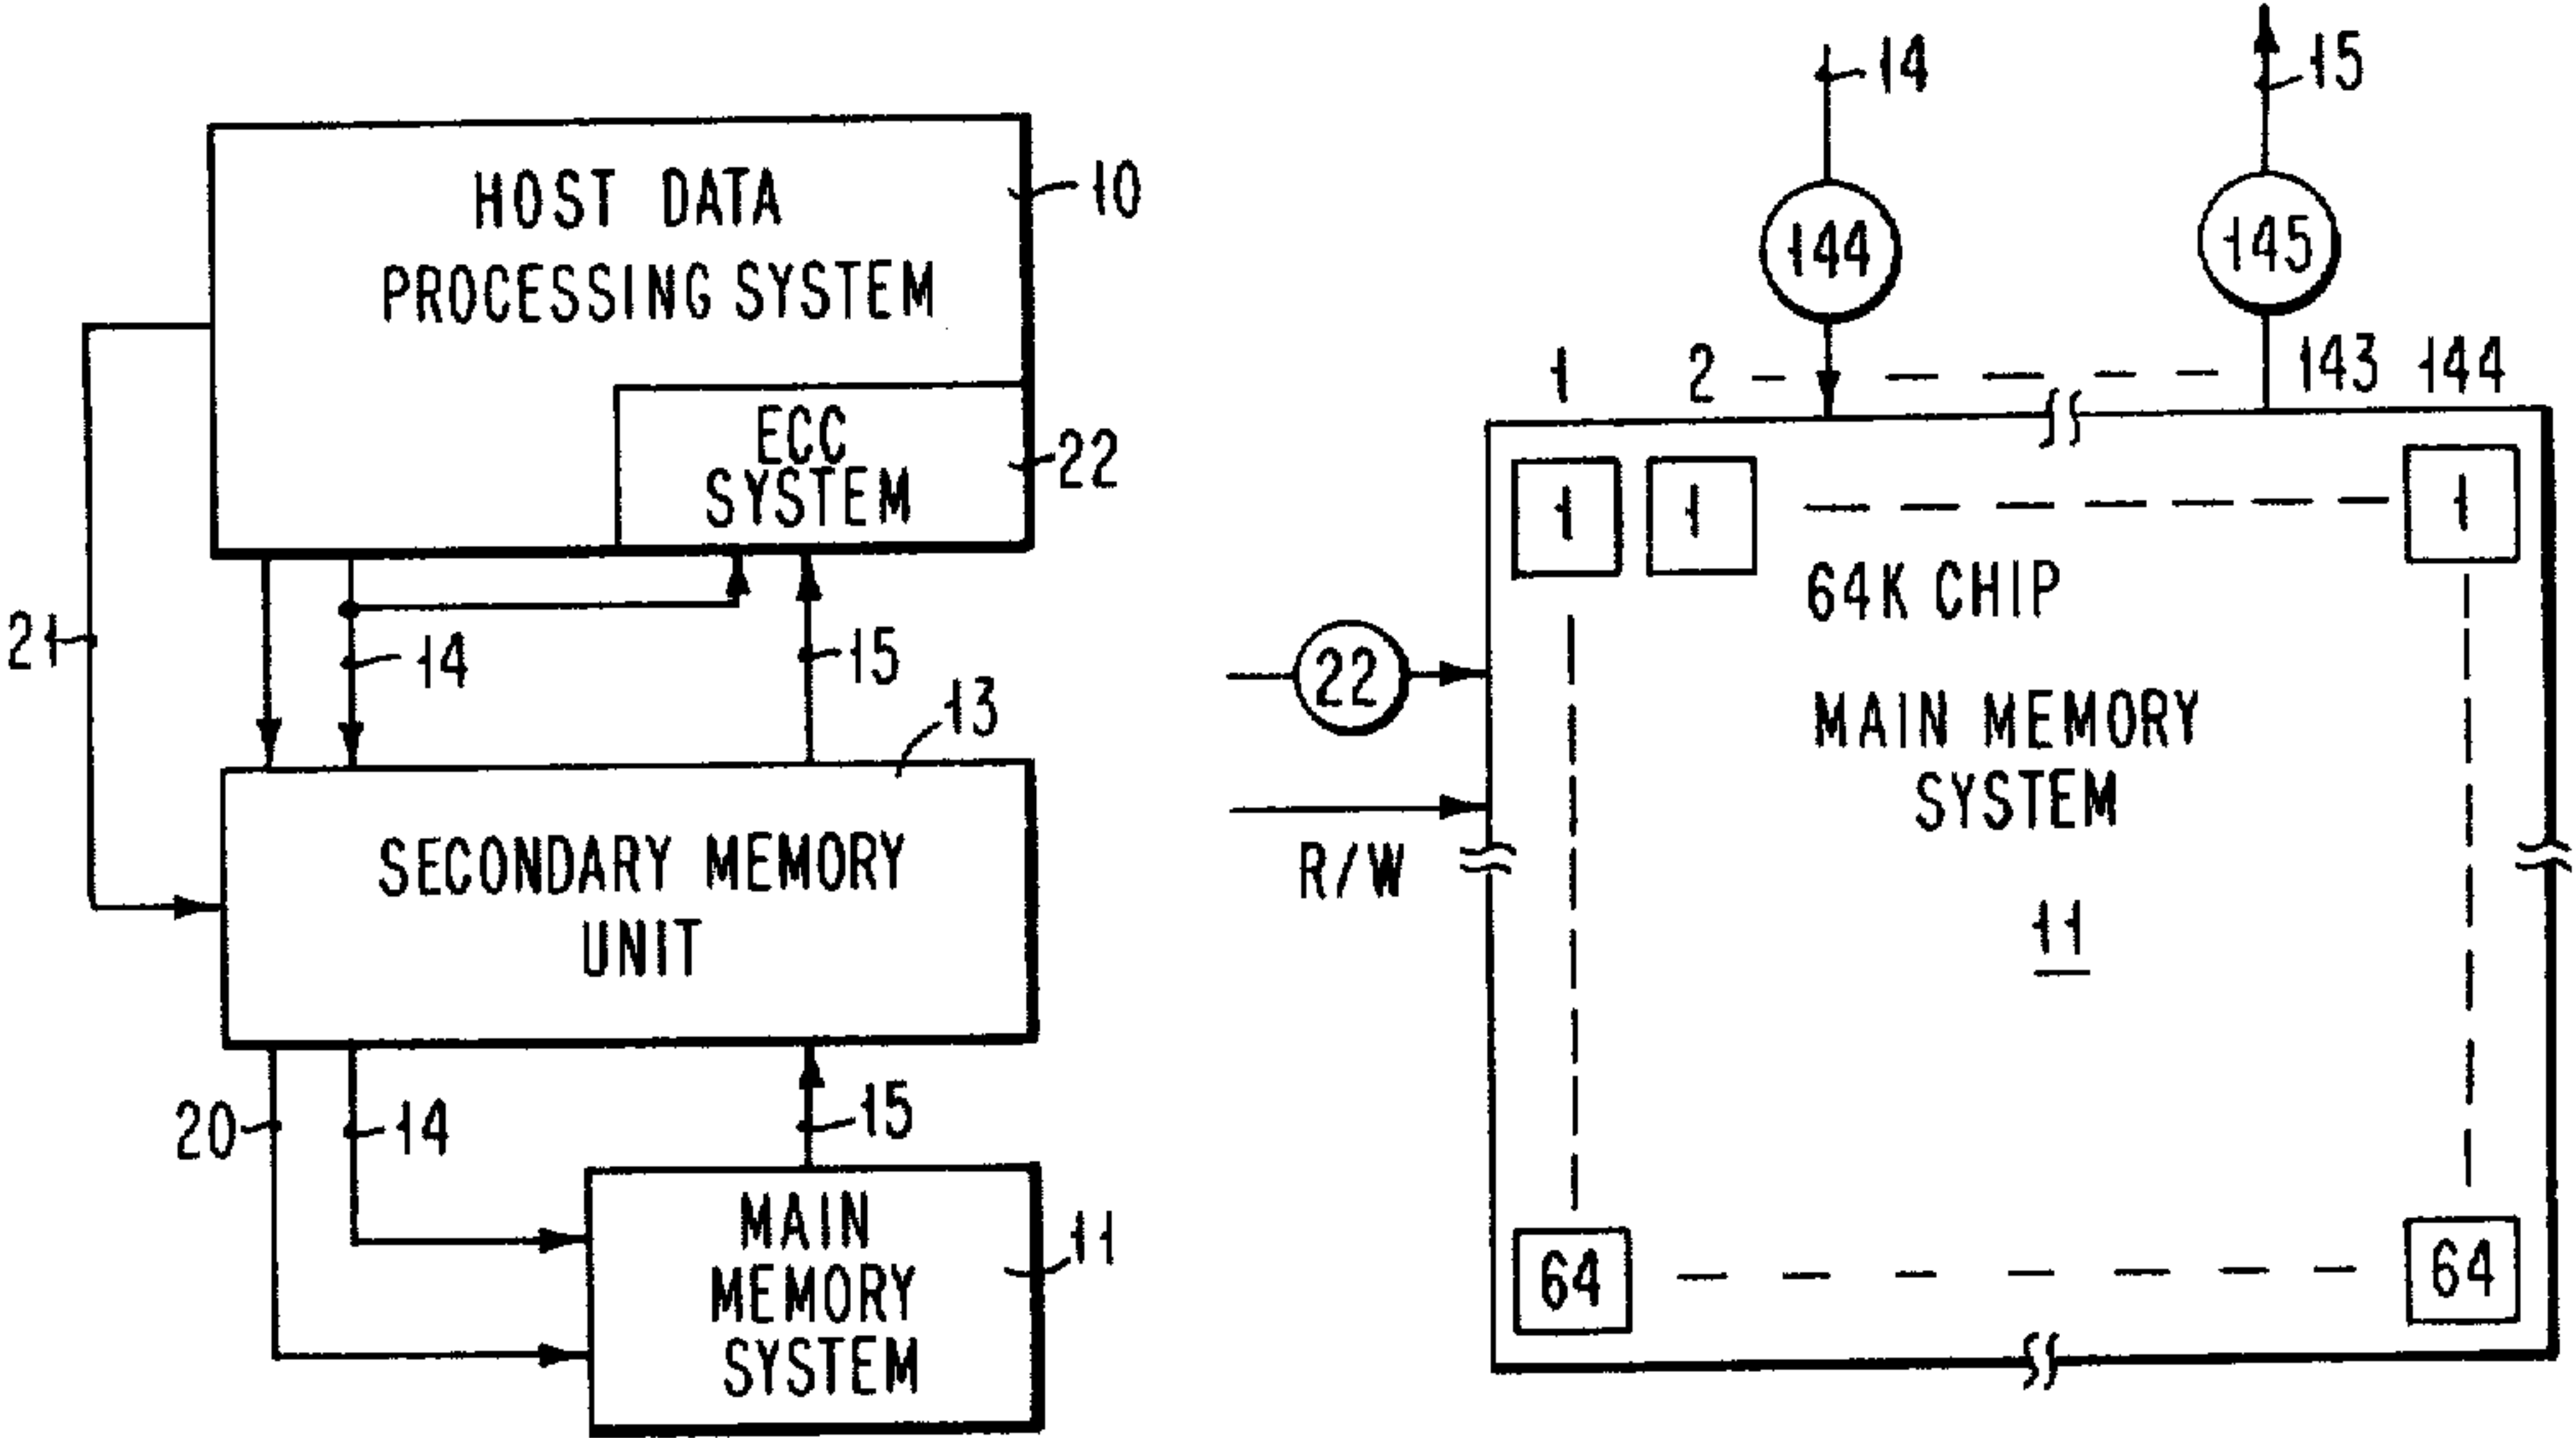 HOST DATA
PROCESSING SYSTEM
10
ECC
SYSTEM
22
21
14
15
13
SECONDARY MEMORY
UNIT
20
14
15
MAIN
MEMORY
SYSTEM
11
14
15
144
145
1 2 143 144
1 1 1
64K CHIP
22
MAIN MEMORY
SYSTEM
R/W
11
64 64